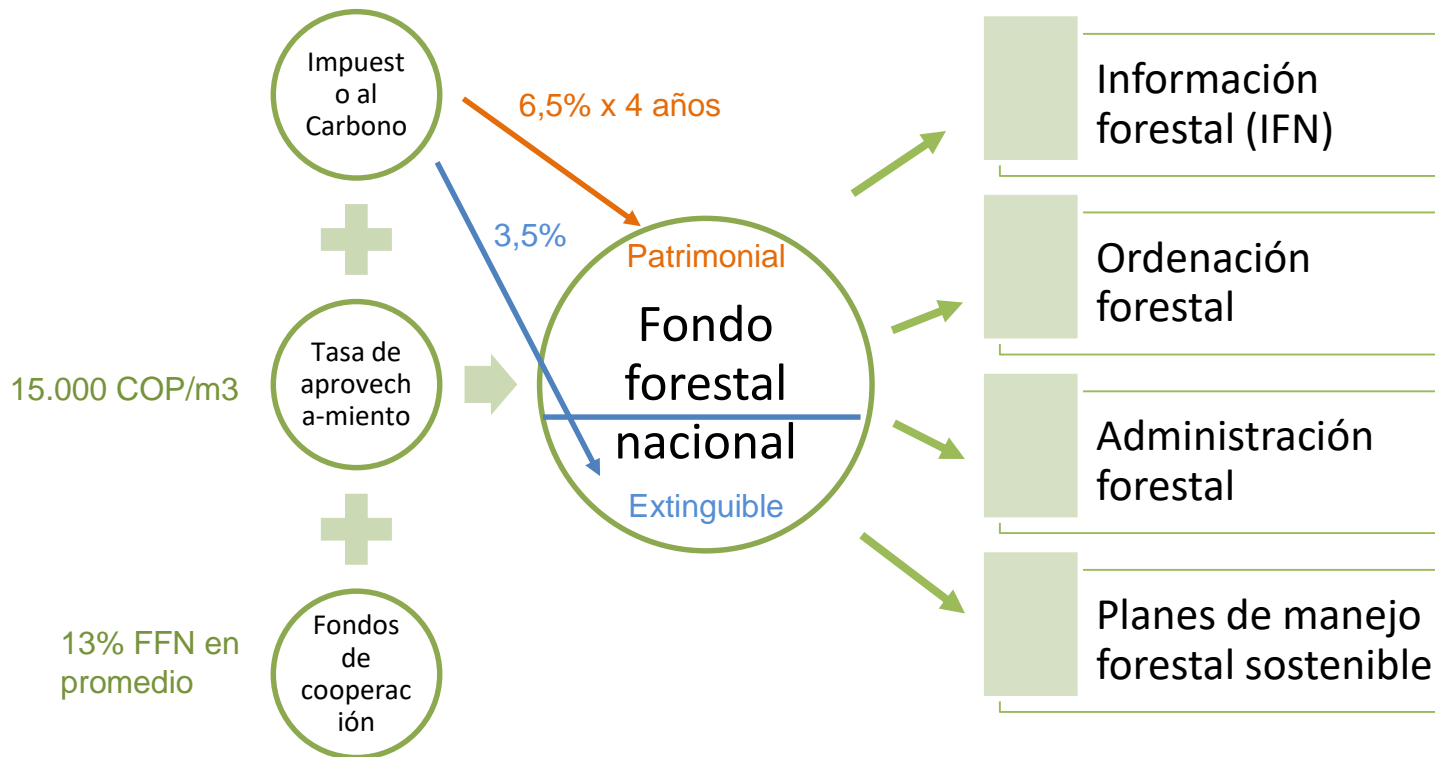 Impuest
o al
Carbono
6,5% x 4 años
3,5%
15.000 COP/m3
Tasa de
aprovech
a-miento
13% FFN en
promedio
Fondos
de
cooperac
ión
Patrimonial
Fondo
forestal
nacional
Extinguible
Información
forestal (IFN)
Ordenación
forestal
Administración
forestal
Planes de manejo
forestal sostenible